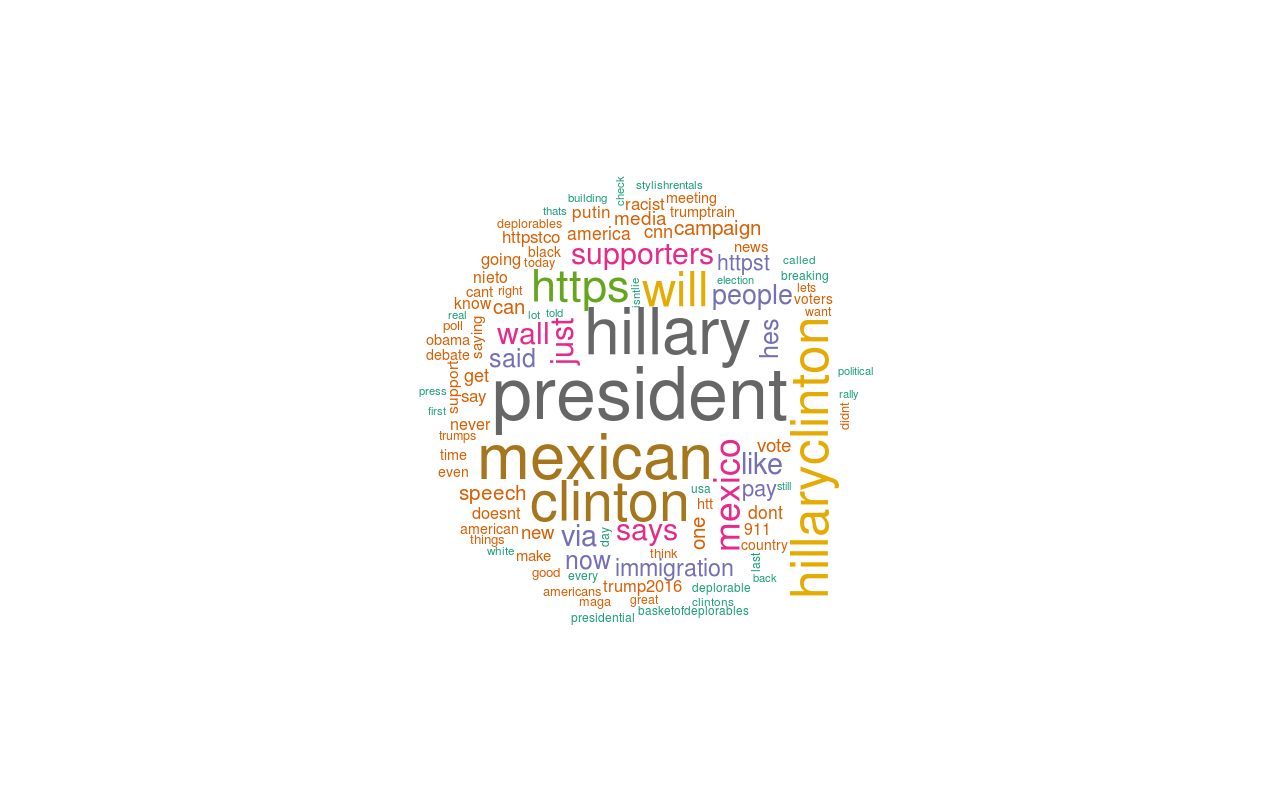 check
stylishrentals
building
racist
meeting
thats
putin
media
trumptrain
deplorables
httpstco
america
cnn
campaign
black
supporters
news
going
today
httpst
called
nieto
https
isntlie
will
election
breaking
cant
right
people
lets
know
can
voters
real
lot
told
hillary
want
poll
saying
wall
just
hes
hillaryclinton
obama
debate
said
support
get
president
political
press
say
rally
first
never
didnt
trumps
mexican
mexico
vote
time
like
even
clinton
usa
pay
still
speech
htt
doesnt
one
dont
american
new
via
day
says
911
things
country
white
make
now
think
last
good
every
immigration
back
americans
trump2016
deplorable
maga
great
clintons
basketofdeplorables
presidential